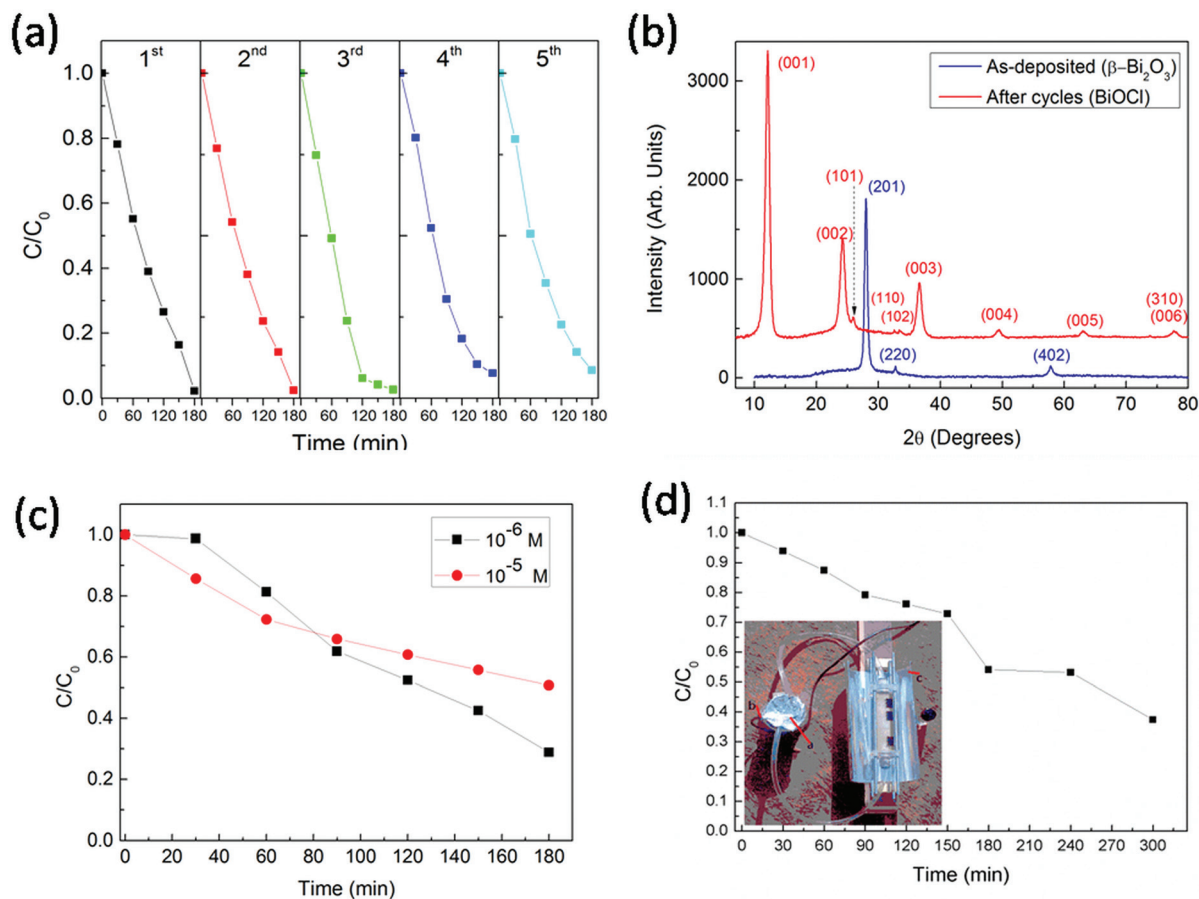 (a)
1st 2nd 3rd 4th 5th
1.0
0.8
0.6
0.4
0.2
0.0
C/C0
0 60 120 180 60 120 180 60 120 180 60 120 180 60 120 180
Time (min)
(b)
As-deposited (β–Bi2O3)
After cycles (BiOCl)
(001)
(101)
(201)
(002)
(003)
(110)
(102)
(004)
(005)
(310)
(006)
(220)
(402)
3000
2000
1000
0
Intensity (Arb. Units)
10 20 30 40 50 60 70 80
2θ (Degrees)
(c)
10-6 M
10-5 M
1.0
0.8
0.6
0.4
0.2
0.0
C/C0
0 20 40 60 80 100 120 140 160 180
Time (min)
(d)
1.1
1.0
0.9
0.8
0.7
0.6
0.5
0.4
0.3
0.2
0.1
0.0
C/C0
b
a
c
0 30 60 90 120 150 180 210 240 270 300
Time (min)